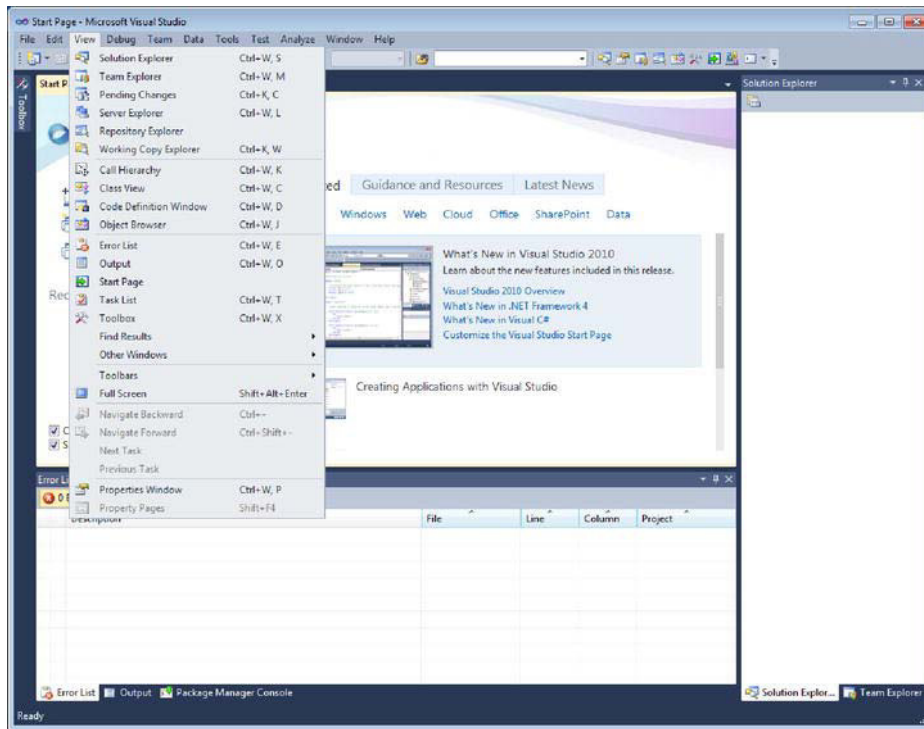 Start Page - Microsoft Visual Studio
File Edit View Debug Team Data Tools Test Analyze Window Help
Solution Explorer Ctrl+W, S
Team Explorer Ctrl+W, M
Pending Changes Ctrl+K, C
Server Explorer Ctrl+W, L
Repository Explorer
Working Copy Explorer Ctrl+K, W
Call Hierarchy Ctrl+W, K
Class View Ctrl+W, C
Code Definition Window Ctrl+W, D
Object Browser Ctrl+W, J
Error List Ctrl+W, E
Output Ctrl+W, O
Start Page
Task List Ctrl+W, T
Toolbox Ctrl+W, X
Find Results
Other Windows
Toolbars
Full Screen Shift+Alt+Enter
Navigate Backward Ctrl+-
Navigate Forward Ctrl+Shift+-
Next Task
Previous Task
Properties Window Ctrl+W, P
Property Pages Shift+F4
Toolbox
Start P
Rec
C
S
ed Guidance and Resources Latest News
Windows Web Cloud Office SharePoint Data
What's New in Visual Studio 2010
Learn about the new features included in this release.
Visual Studio 2010 Overview
What's New in .NET Framework 4
What's New in Visual C#
Customize the Visual Studio Start Page
Creating Applications with Visual Studio
Solution Explorer
Error Li
0 E
Description File Line Column Project
Error List Output Package Manager Console
Solution Explor... Team Explorer
Ready